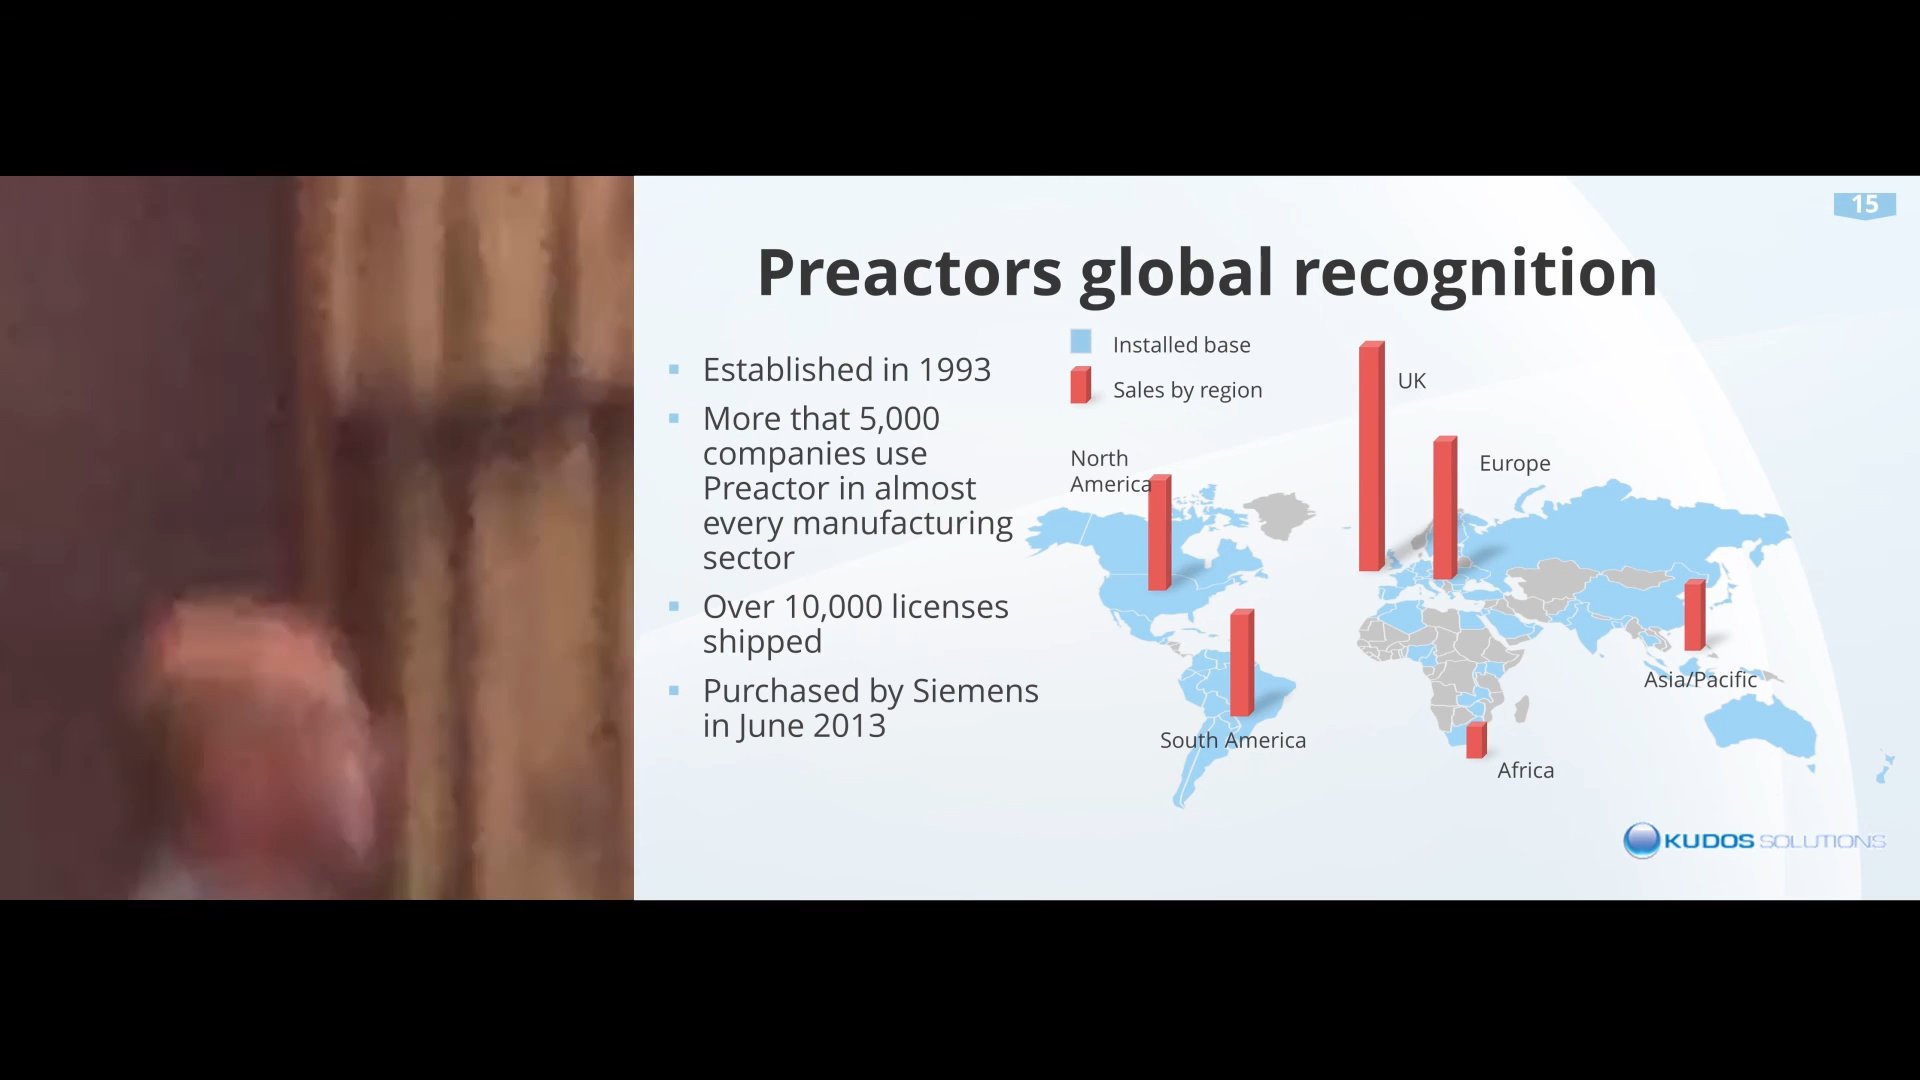 15
Preactors global recognition
Established in 1993
More that 5,000
companies use
Preactor in almost
every manufacturing
sector
Over 10,000 licenses
shipped
Purchased by Siemens
in June 2013
Installed base
Sales by region
UK
Europe
North
America
Asia/Pacific
South America
Africa
KUDOS SOLUTIONS